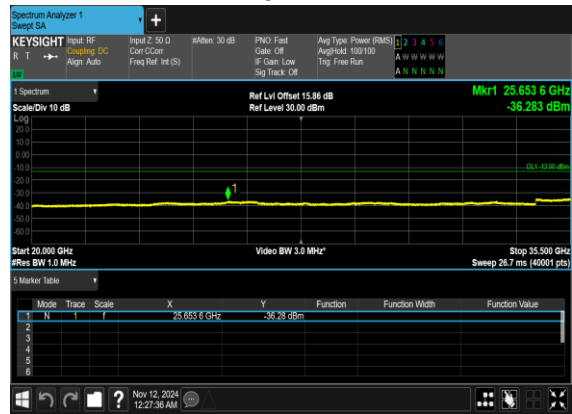 Spectrum Analyzer 1
Swept SA
+
KEYSIGHT Input: RF Input Z: 50 Ω #Atten: 30 dB PNO: Fast Avg Type: Power (RMS) 1 2 3 4 5 6
R T Coupling: DC Corr CCorr Gate: Off Avg|Hold: 100/100 A W W W W W
Align: Auto Freq Ref: Int (S) IF Gain: Low Trig: Free Run
Sig Track: Off A N N N N N
1 Spectrum
Ref Lvl Offset 15.86 dB Mkr1 25.653 6 GHz
Scale/Div 10 dB Ref Level 30.00 dBm -36.283 dBm
Log
20.0
10.0
0.00
-10.0 DL1 -13.00 dBm
-20.0
-30.0 1
-40.0
-50.0
-60.0
Start 20.000 GHz Video BW 3.0 MHz* Stop 35.500 GHz
#Res BW 1.0 MHz Sweep 26.7 ms (40001 pts)
5 Marker Table
Mode Trace Scale X Y Function Function Width Function Value
1 N 1 f 25.653 6 GHz -36.28 dBm
2
3
4
5
6
? Nov 12, 2024
12:27:36 AM